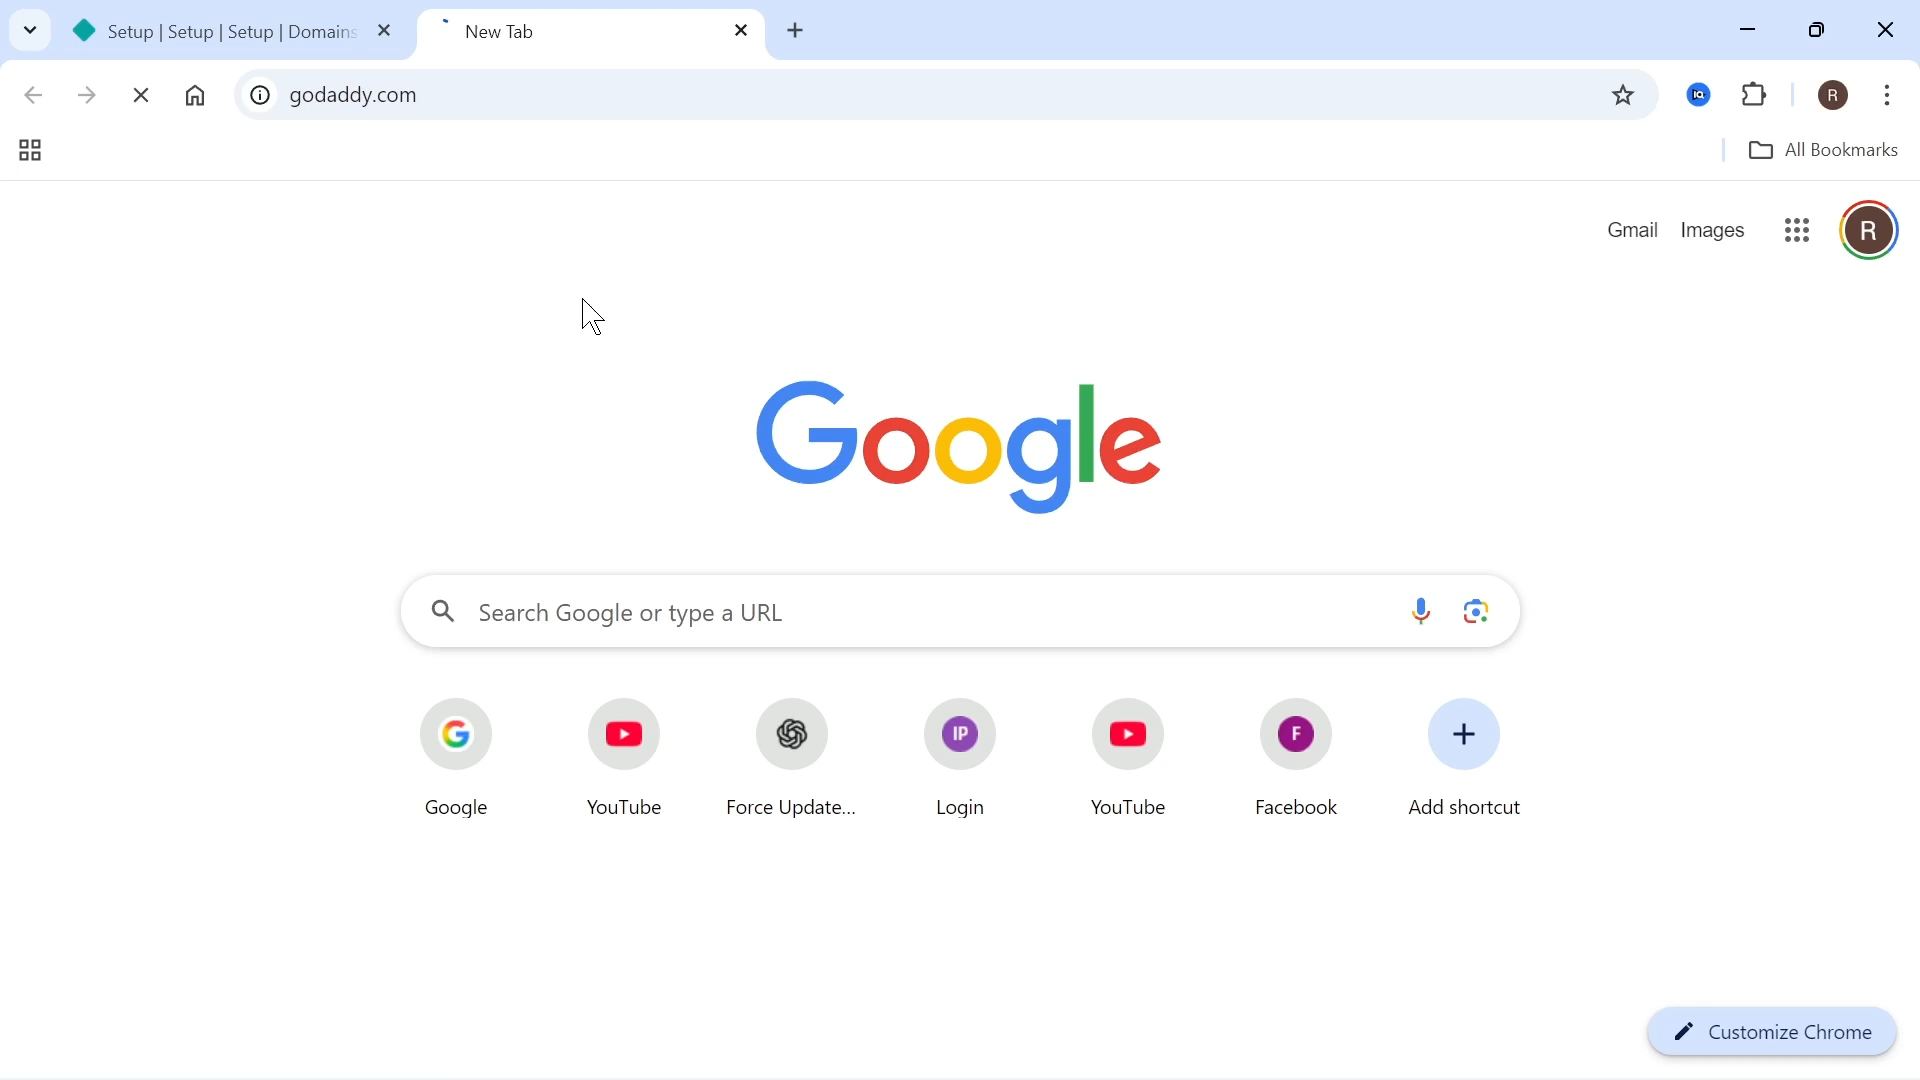 Setup | Setup | Setup | Domains
New Tab
godaddy.com
All Bookmarks
Gmail Images
R
R
Google
Search Google or type a URL
IP
F
Google
YouTube
Force Update...
Login
YouTube
Facebook
Add shortcut
Customize Chrome